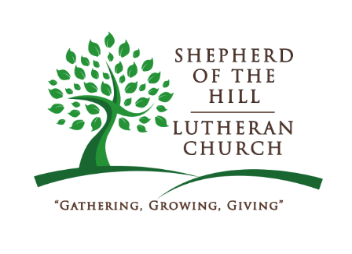 SHEPHERD
OF THE
HILL
LUTHERAN
CHURCH
"GATHERING, GROWING, GIVING"